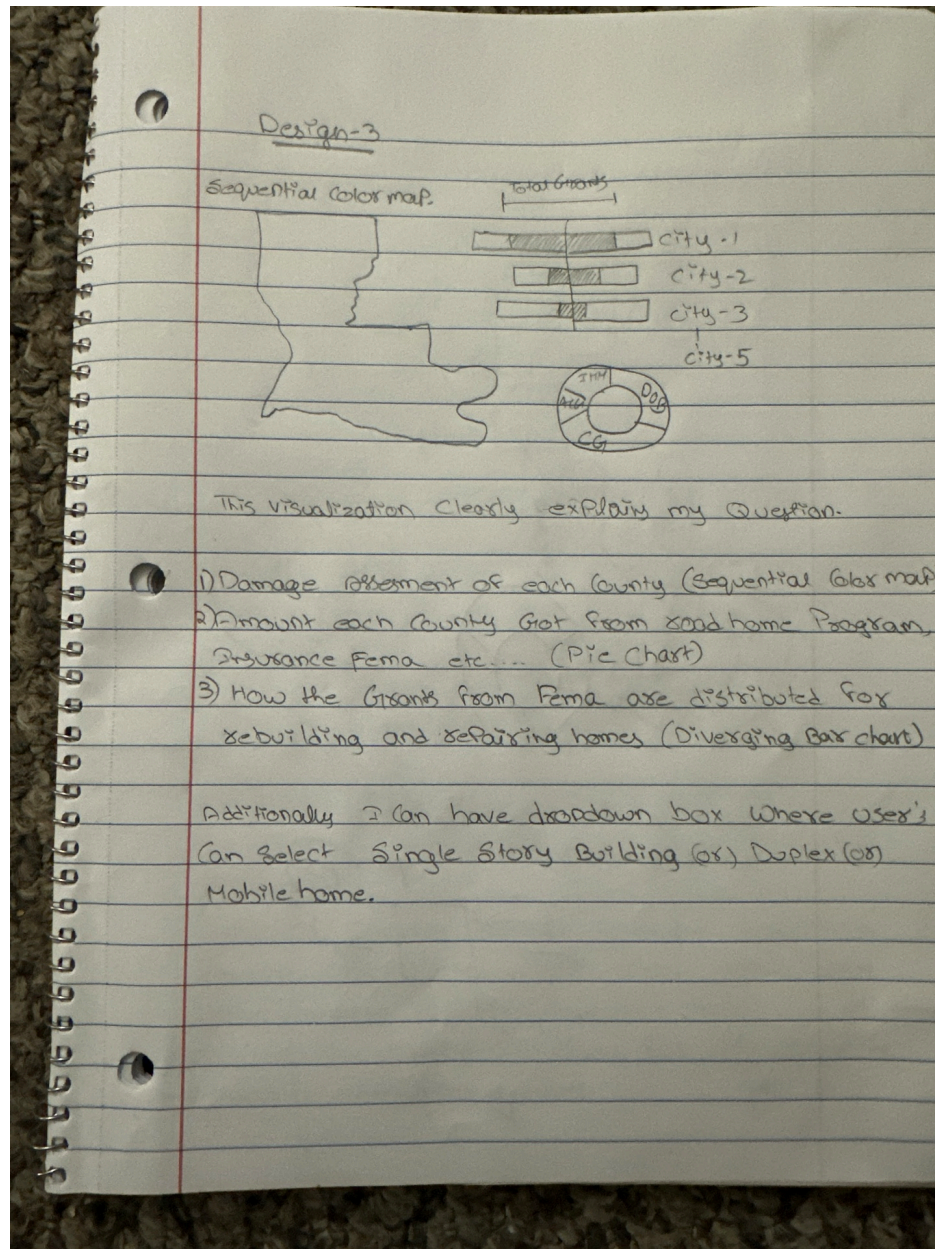 Design-3
Sequential Color map.
Total Grants
City-1
City-2
City-3
City-5
IHM
DOB
CG
This visualization Clearly explains my Question.
1) Damage Assesment of each County (Sequential Color map
2) Amount each County Got from road home Program,
Insurance Fema etc.... (Pie Chart)
3) How the Grants from Fema are distributed for
rebuilding and repairing homes (Diverging Bar chart)
Additionally I Can have dropdown box where user's
Can Select Single Story Building (or) Duplex (or)
Mobile home.